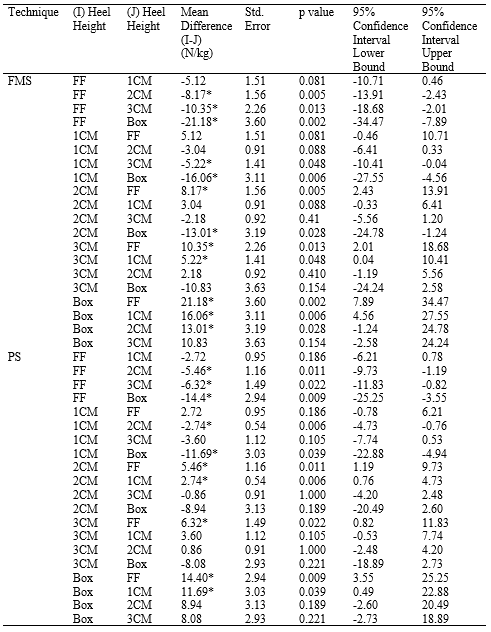 Technique (I) Heel Height (J) Heel Height Mean Difference (I-J) (N/kg) Std. Error p value 95% Confidence Interval Lower Bound 95% Confidence Interval Upper Bound
FMS FF 1CM -5.12 1.51 0.081 -10.71 0.46
FF 2CM -8.17* 1.56 0.005 -13.91 -2.43
FF 3CM -10.35* 2.26 0.013 -18.68 -2.01
FF Box -21.18* 3.60 0.002 -34.47 -7.89
1CM FF 5.12 1.51 0.081 -0.46 10.71
1CM 2CM -3.04 0.91 0.088 -6.41 0.33
1CM 3CM -5.22* 1.41 0.048 -10.41 -0.04
1CM Box -16.06* 3.11 0.006 -27.55 -4.56
2CM FF 8.17* 1.56 0.005 2.43 13.91
2CM 1CM 3.04 0.91 0.088 -0.33 6.41
2CM 3CM -2.18 0.92 0.41 -5.56 1.20
2CM Box -13.01* 3.19 0.028 -24.78 -1.24
3CM FF 10.35* 2.26 0.013 2.01 18.68
3CM 1CM 5.22* 1.41 0.048 0.04 10.41
3CM 2CM 2.18 0.92 0.410 -1.19 5.56
3CM Box -10.83 3.63 0.154 -24.24 2.58
Box FF 21.18* 3.60 0.002 7.89 34.47
Box 1CM 16.06* 3.11 0.006 4.56 27.55
Box 2CM 13.01* 3.19 0.028 -1.24 24.78
Box 3CM 10.83 3.63 0.154 -2.58 24.24
PS FF 1CM -2.72 0.95 0.186 -6.21 0.78
FF 2CM -5.46* 1.16 0.011 -9.73 -1.19
FF 3CM -6.32* 1.49 0.022 -11.83 -0.82
FF Box -14.4* 2.94 0.009 -25.25 -3.55
1CM FF 2.72 0.95 0.186 -0.78 6.21
1CM 2CM -2.74* 0.54 0.006 -4.73 -0.76
1CM 3CM -3.60 1.12 0.105 -7.74 0.53
1CM Box -11.69* 3.03 0.039 -22.88 -4.94
2CM FF 5.46* 1.16 0.011 1.19 9.73
2CM 1CM 2.74* 0.54 0.006 0.76 4.73
2CM 3CM -0.86 0.91 1.000 -4.20 2.48
2CM Box -8.94 3.13 0.189 -20.49 2.60
3CM FF 6.32* 1.49 0.022 0.82 11.83
3CM 1CM 3.60 1.12 0.105 -0.53 7.74
3CM 2CM 0.86 0.91 1.000 -2.48 4.20
3CM Box -8.08 2.93 0.221 -18.89 2.73
Box FF 14.40* 2.94 0.009 3.55 25.25
Box 1CM 11.69* 3.03 0.039 0.49 22.88
Box 2CM 8.94 3.13 0.189 -2.60 20.49
Box 3CM 8.08 2.93 0.221 -2.73 18.89